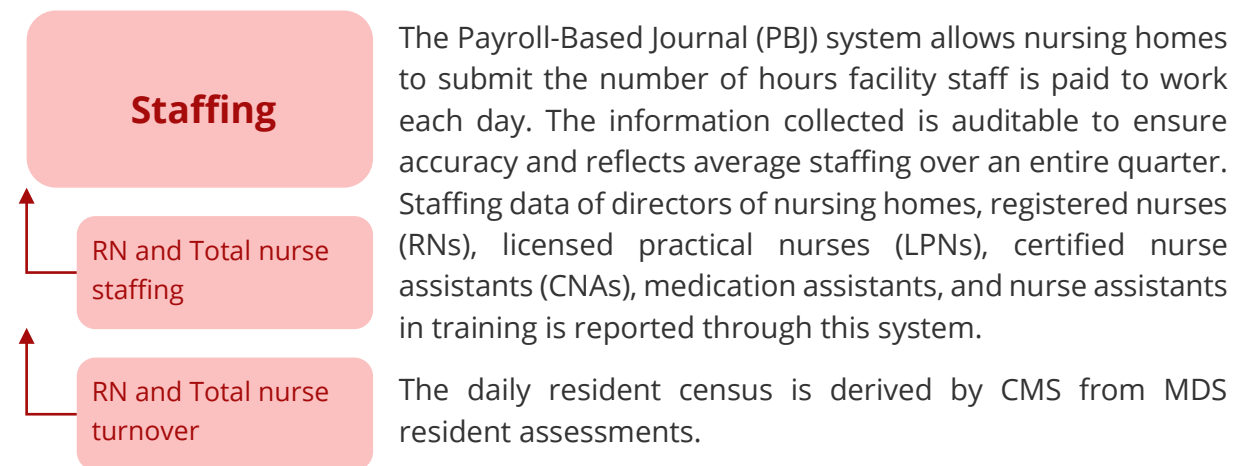 Staffing
RN and Total nurse
staffing
RN and Total nurse
turnover
The Payroll-Based Journal (PBJ) system allows nursing homes
to submit the number of hours facility staff is paid to work
each day. The information collected is auditable to ensure
accuracy and reflects average staffing over an entire quarter.
Staffing data of directors of nursing homes, registered nurses
(RNs), licensed practical nurses (LPNs), certified nurse
assistants (CNAs), medication assistants, and nurse assistants
in training is reported through this system.
The daily resident census is derived by CMS from MDS
resident assessments.